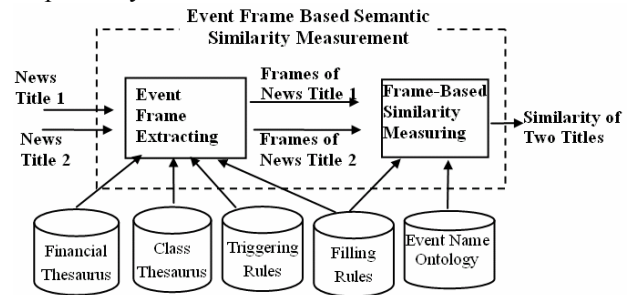 Event Frame Based Semantic
Similarity Measurement
News
Title 1
News
Title 2
Event
Frame
Extracting
Frames of
News Title 1
Frames of
News Title 2
Frame-Based
Similarity
Measuring
Similarity of
Two Titles
Financial
Thesaurus
Class
Thesaurus
Triggering
Rules
Filling
Rules
Event Name
Ontology